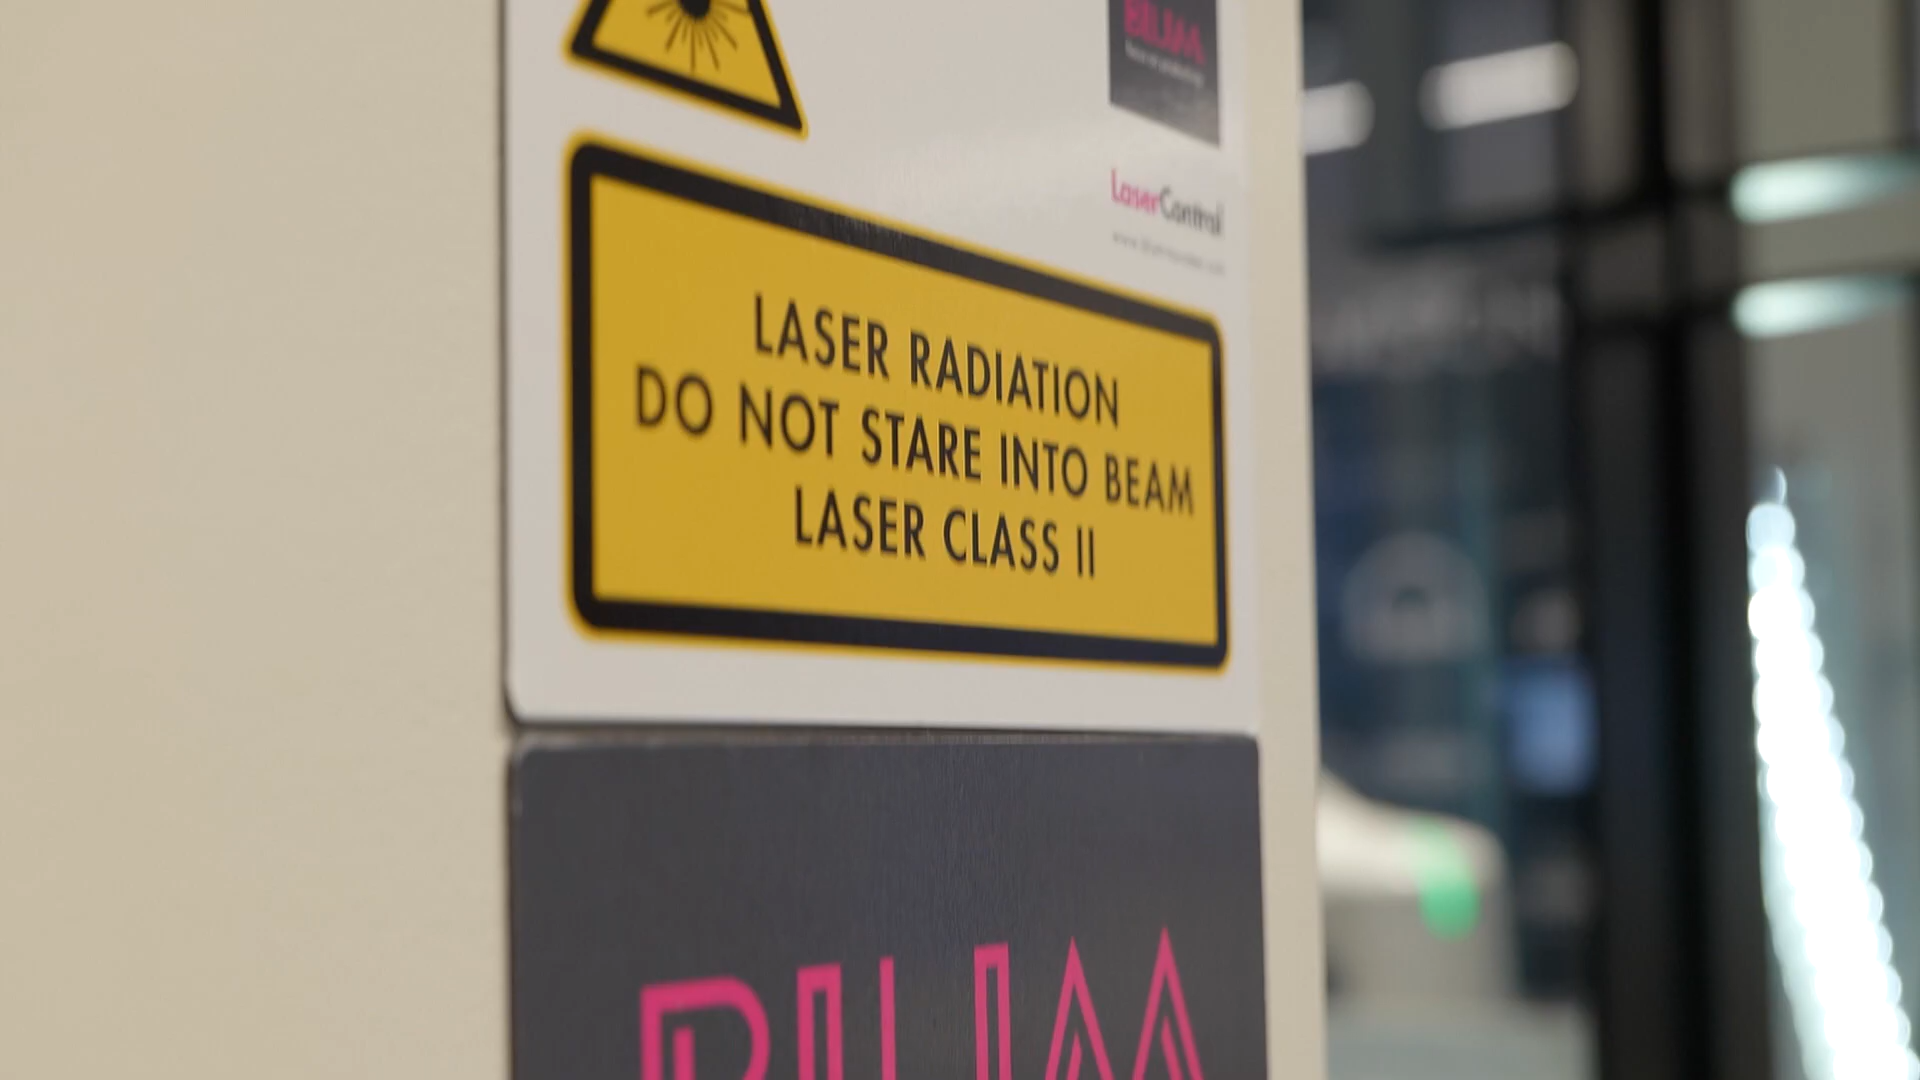 LaserControl
LASER RADIATION
DO NOT STARE INTO BEAM
LASER CLASS II